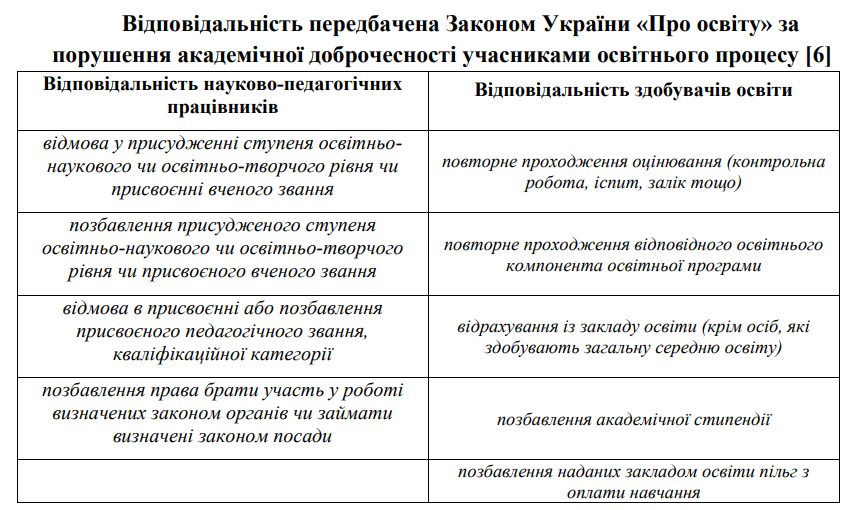 Відповідальність передбачена Законом України «Про освіту» за
порушення академічної доброчесності учасниками освітнього процесу [6]
Відповідальність науково-педагогічних
працівників
Відповідальність здобувачів освіти
відмова у присудженні ступеня освітньо-
наукового чи освітньо-творчого рівня чи
присвоєнні вченого звання
повторне проходження оцінювання (контрольна
робота, іспит, залік тощо)
позбавлення присудженого ступеня
освітньо-наукового чи освітньо-творчого
рівня чи присвоєного вченого звання
повторне проходження відповідного освітнього
компонента освітньої програми
відмова в присвоєнні або позбавлення
присвоєного педагогічного звання,
кваліфікаційної категорії
відрахування із закладу освіти (крім осіб, які
здобувають загальну середню освіту)
позбавлення права брати участь у роботі
визначених законом органів чи займати
визначені законом посади
позбавлення академічної стипендії
позбавлення наданих закладом освіти пільг з
оплати навчання